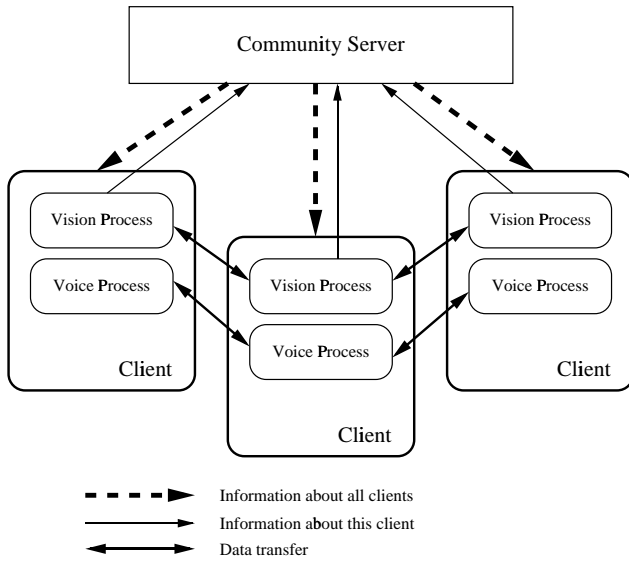 Community Server
Vision Process
Voice Process
Client
Vision Process
Voice Process
Client
Vision Process
Voice Process
Client
Information about all clients
Information about this client
Data transfer